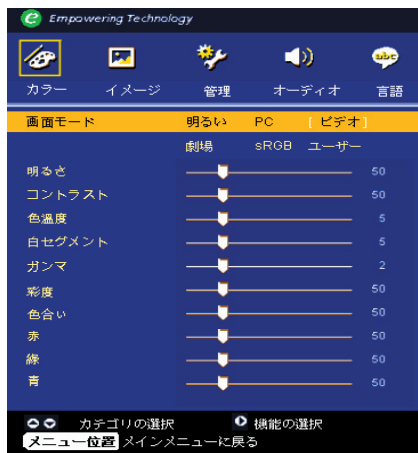 Empowering Technology
カラー イメージ 管理 オーディオ 言語
画面モード 明るい PC [ ビデオ ]
劇場 sRGB ユーザー
明るさ 50
コントラスト 50
色温度 5
白セグメント 5
ガンマ 2
彩度 50
色合い 50
赤 50
緑 50
青 50
カテゴリの選択 機能の選択
メニュー位置 メインメニューに戻る